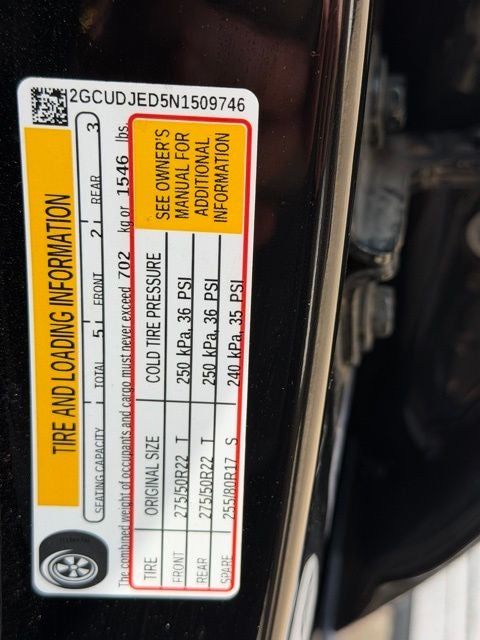 2GCUDJED5N1509746
TIRE AND LOADING INFORMATION
SEATING CAPACITY TOTAL 5 FRONT 2 REAR 3
The combined weight of occupants and cargo must never exceed 702 kg or 1546 lbs.
TIRE ORIGINAL SIZE COLD TIRE PRESSURE
FRONT 275/50R22 T 250 kPa, 36 PSI
REAR 275/50R22 T 250 kPa, 36 PSI
SPARE 255/80R17 S 240 kPa, 35 PSI
SEE OWNER'S
MANUAL FOR
ADDITIONAL
INFORMATION